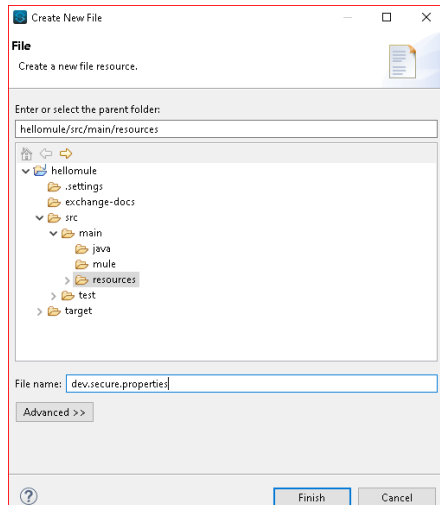 Create New File
File
Create a new file resource.
Enter or select the parent folder:
hellomule/src/main/resources
hellomule
.settings
exchange-docs
src
main
java
mule
resources
test
target
File name: dev.secure.properties
Advanced >>
? Finish Cancel